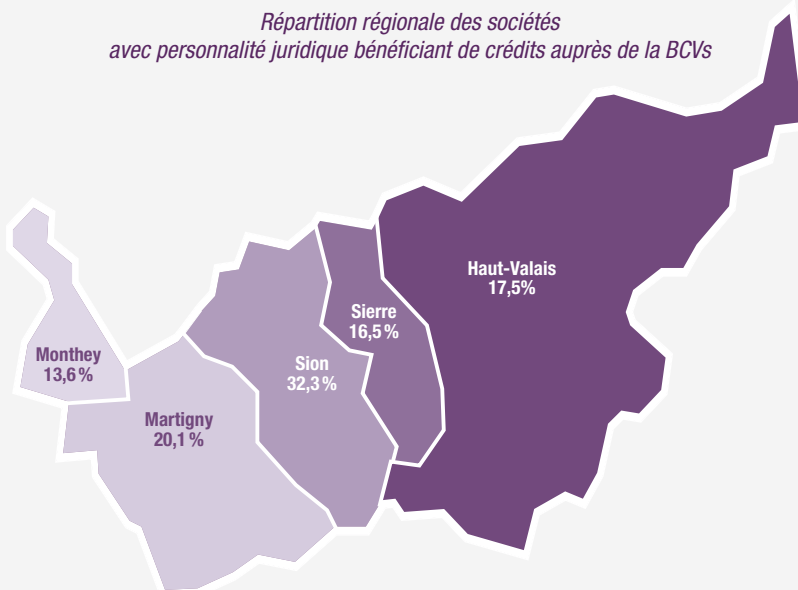 Répartition régionale des sociétés
avec personnalité juridique bénéficiant de crédits auprès de la BCVs
Haut-Valais
17,5%
Sierre
16,5 %
Monthey
13,6 %
Sion
32,3 %
Martigny
20,1 %